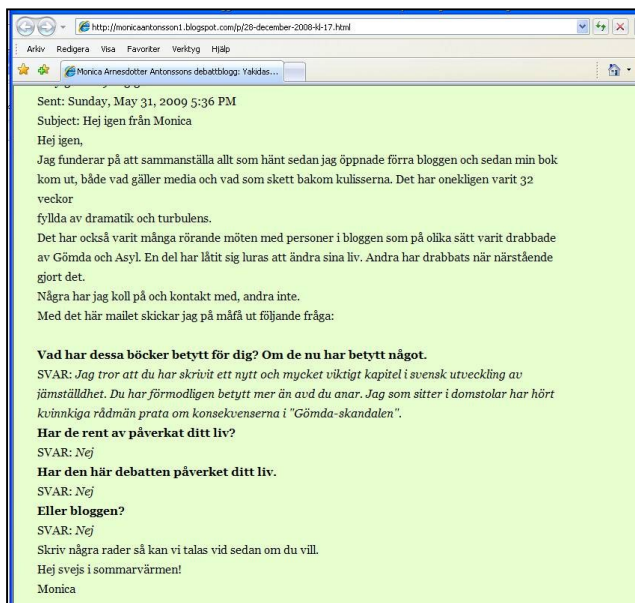 http://monicaantonsson1.blogspot.com/p/28-december-2008-kl-17.html
Arkiv Redigera Visa Favoriter Verktyg Hjälp
Monica Arnesdotter Antonssons debattblogg: Yakidas...
Sent: Sunday, May 31, 2009 5:36 PM
Subject: Hej igen från Monica
Hej igen,
Jag funderar på att sammanställa allt som hänt sedan jag öppnade förra bloggen och sedan min bok
kom ut, både vad gäller media och vad som skett bakom kulisserna. Det har onekligen varit 32
veckor
fyllda av dramatik och turbulens.
Det har också varit många rörande möten med personer i bloggen som på olika sätt varit drabbade
av Gömda och Asyl. En del har låtit sig luras att ändra sina liv. Andra har drabbats när närstående
gjort det.
Några har jag koll på och kontakt med, andra inte.
Med det här mailet skickar jag på måfå ut följande fråga:
Vad har dessa böcker betytt för dig? Om de nu har betytt något.
SVAR: Jag tror att du har skrivit ett nytt och mycket viktigt kapitel i svensk utveckling av
jämställdhet. Du har förmodligen betytt mer än avd du anar. Jag som sitter i domstolar har hört
kvinnkiga rådmän prata om konsekvenserna i "Gömda-skandalen".
Har de rent av påverkat ditt liv?
SVAR: Nej
Har den här debatten påverket ditt liv.
SVAR: Nej
Eller bloggen?
SVAR: Nej
Skriv några rader så kan vi talas vid sedan om du vill.
Hej svejs i sommarvärmen!
Monica